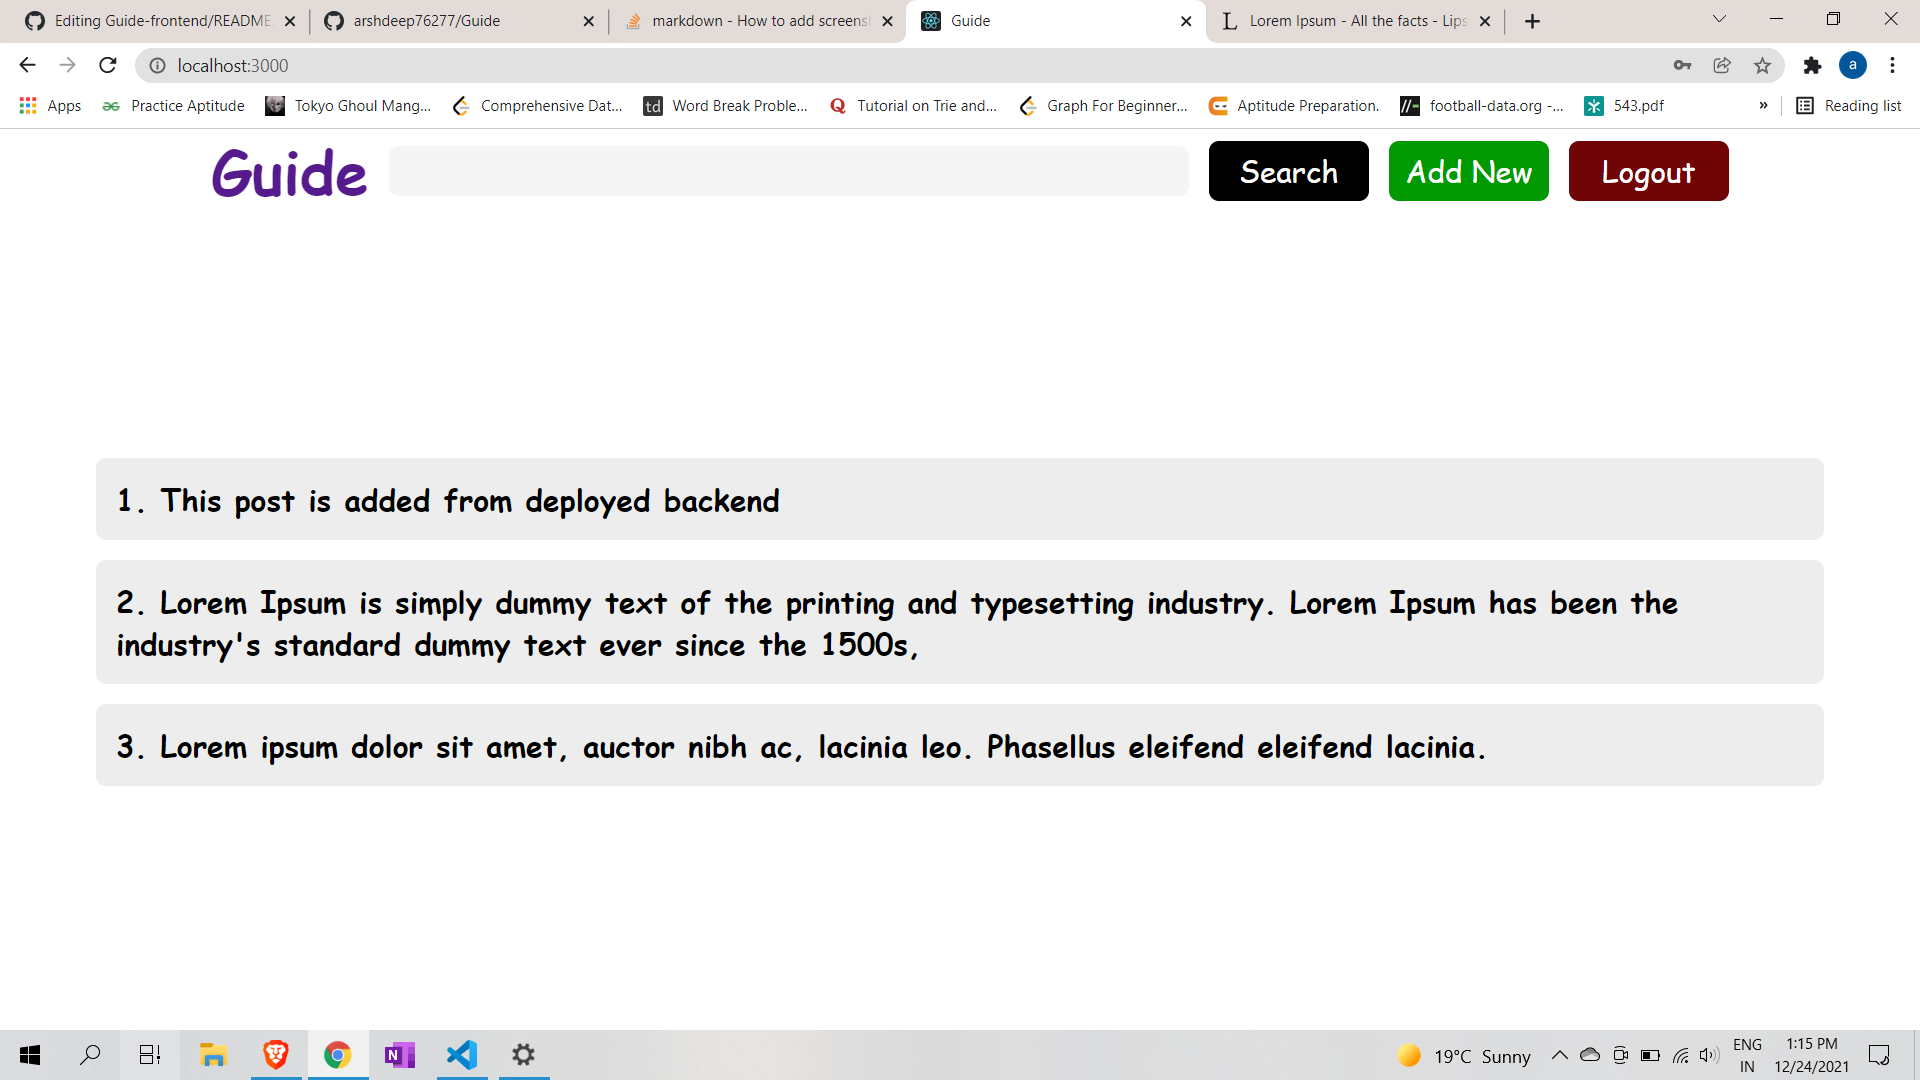 Editing Guide-frontend/README.
arshdeep76277/Guide
markdown - How to add screensh
Guide
Lorem Ipsum - All the facts - Lips
localhost:3000
a
Apps
Practice Aptitude
Tokyo Ghoul Mang...
Comprehensive Dat...
td
Word Break Proble...
Tutorial on Trie and...
Graph For Beginner...
Aptitude Preparation.
football-data.org -...
543.pdf
»
Reading list
Guide
Search
Add New
Logout
1. This post is added from deployed backend
2. Lorem Ipsum is simply dummy text of the printing and typesetting industry. Lorem Ipsum has been the
industry's standard dummy text ever since the 1500s,
3. Lorem ipsum dolor sit amet, auctor nibh ac, lacinia leo. Phasellus eleifend eleifend lacinia.
19°C Sunny
ENG
IN
1:15 PM
12/24/2021